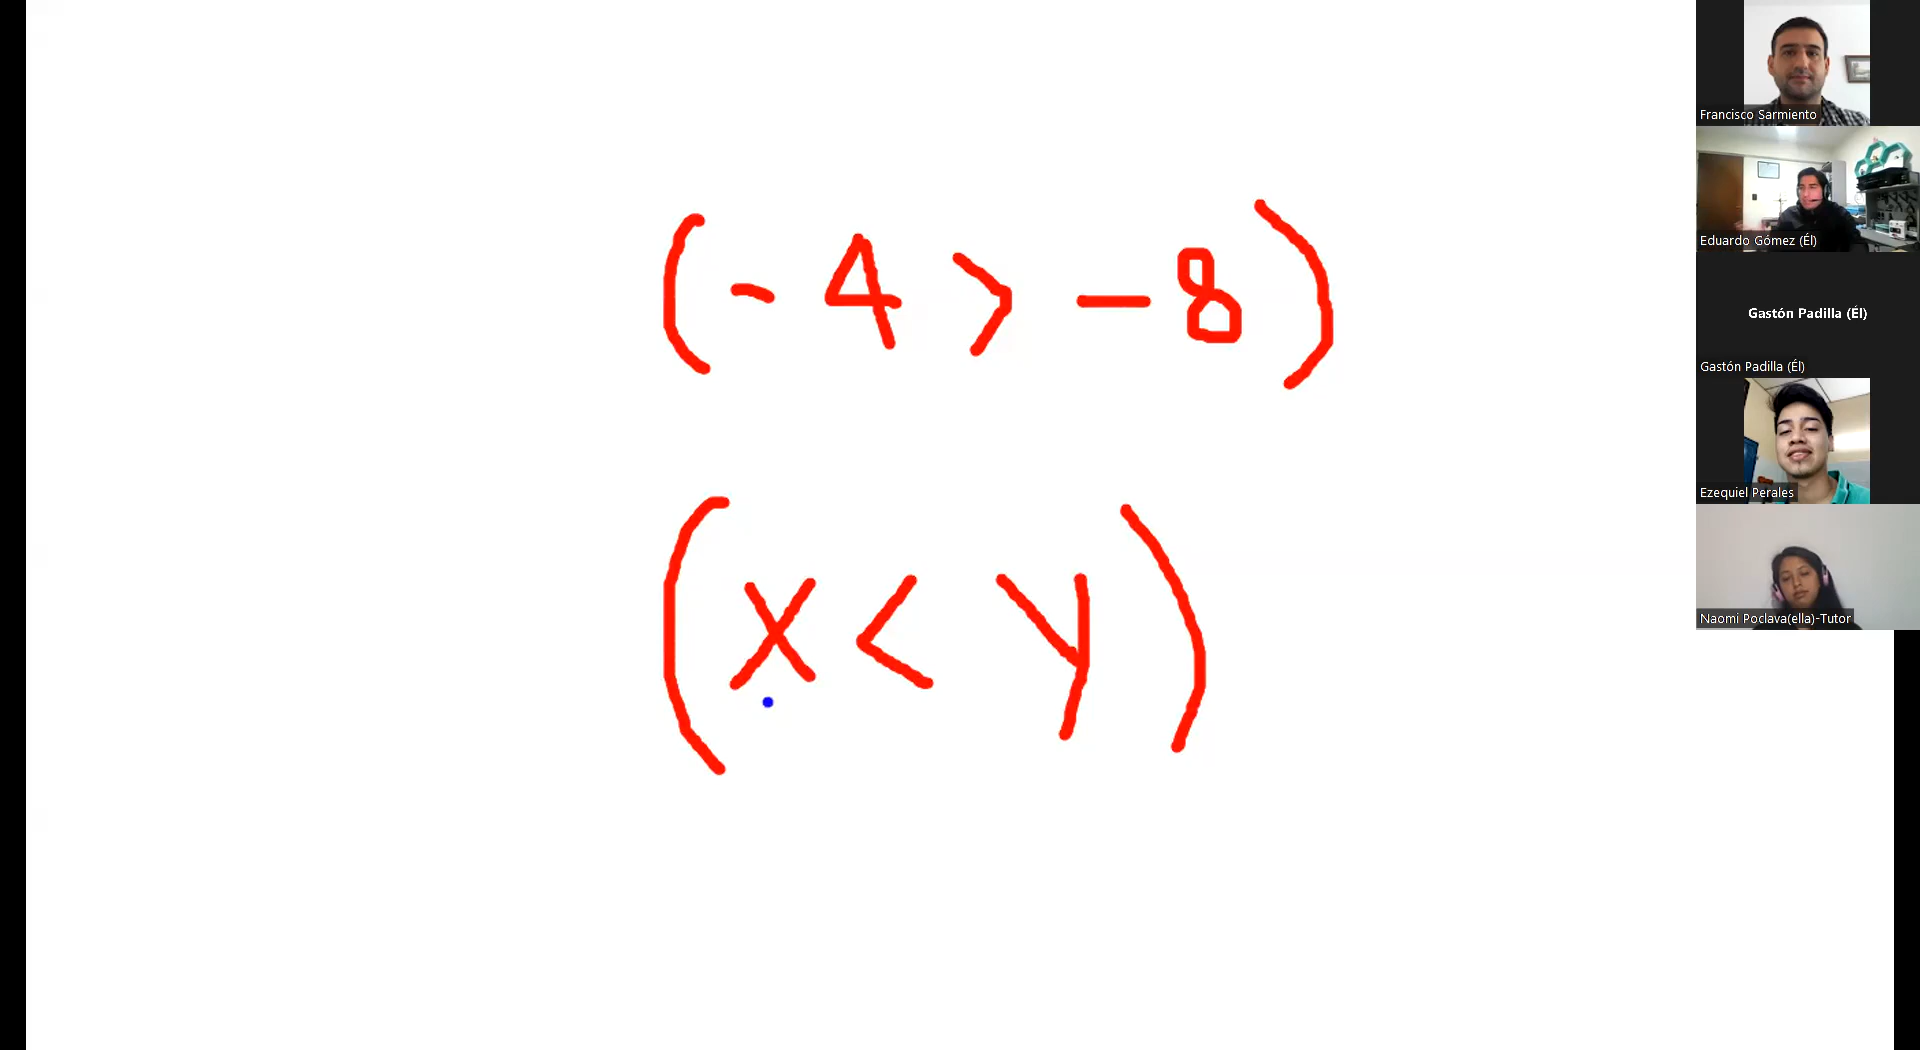 (- 4 > - 8)
(x < y)
Francisco Sarmiento
Eduardo Gómez (Él)
Gastón Padilla (Él)
Gastón Padilla (Él)
Ezequiel Perales
Naomi Poclava(ella)-Tutor